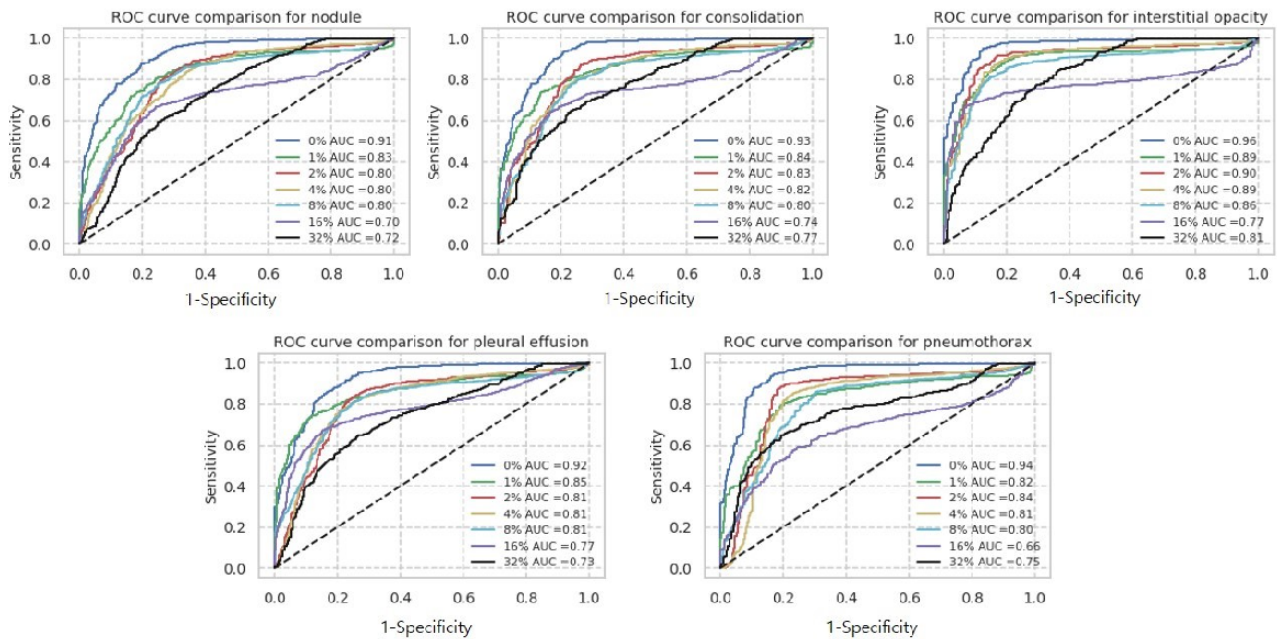 ROC curve comparison for nodule
1.0
0.8
0.6
0.4
0.2
0.0
Sensitivity
0% AUC =0.91
1% AUC =0.83
2% AUC =0.80
4% AUC =0.80
8% AUC =0.80
16% AUC =0.70
32% AUC =0.72
0.0 0.2 0.4 0.6 0.8 1.0
1-Specificity
ROC curve comparison for consolidation
1.0
0.8
0.6
0.4
0.2
0.0
Sensitivity
0% AUC =0.93
1% AUC =0.84
2% AUC =0.83
4% AUC =0.82
8% AUC =0.80
16% AUC =0.74
32% AUC =0.77
0.0 0.2 0.4 0.6 0.8 1.0
1-Specificity
ROC curve comparison for interstitial opacity
1.0
0.8
0.6
0.4
0.2
0.0
Sensitivity
0% AUC =0.96
1% AUC =0.89
2% AUC =0.90
4% AUC =0.89
8% AUC =0.86
16% AUC =0.77
32% AUC =0.81
0.0 0.2 0.4 0.6 0.8 1.0
1-Specificity
ROC curve comparison for pleural effusion
1.0
0.8
0.6
0.4
0.2
0.0
Sensitivity
0% AUC =0.92
1% AUC =0.85
2% AUC =0.81
4% AUC =0.81
8% AUC =0.81
16% AUC =0.77
32% AUC =0.73
0.0 0.2 0.4 0.6 0.8 1.0
1-Specificity
ROC curve comparison for pneumothorax
1.0
0.8
0.6
0.4
0.2
0.0
Sensitivity
0% AUC =0.94
1% AUC =0.82
2% AUC =0.84
4% AUC =0.81
8% AUC =0.80
16% AUC =0.66
32% AUC =0.75
0.0 0.2 0.4 0.6 0.8 1.0
1-Specificity